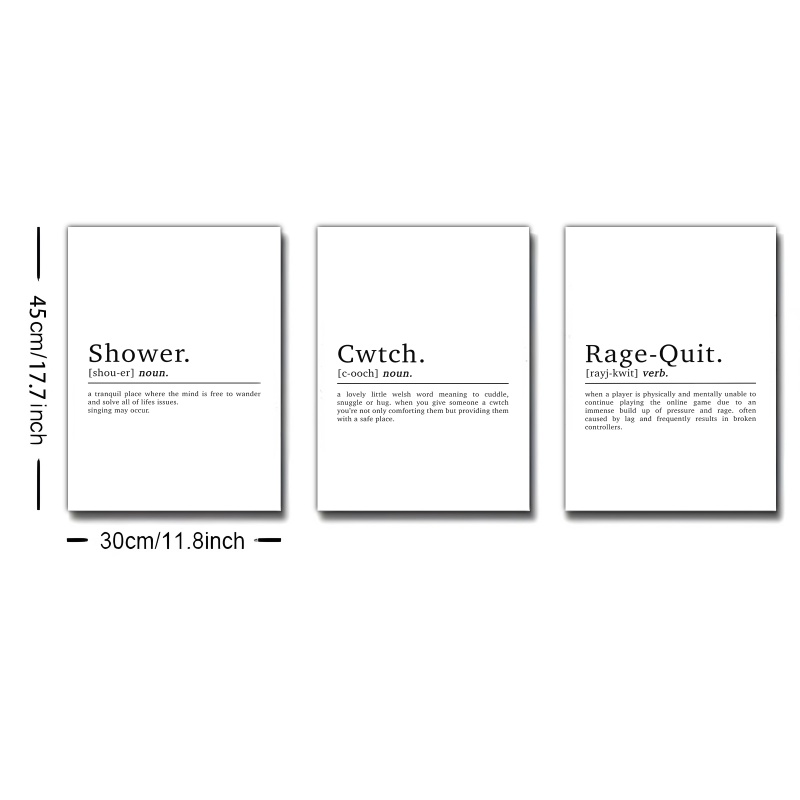 45cm/17.7inch
Shower.
[shou-er] noun.
a tranquil place where the mind is free to wander
and solve all of lifes issues.
singing may occur.
30cm/11.8inch
Cwtch.
[c-ooch] noun.
a lovely little welsh word meaning to cuddle,
snuggle or hug. when you give someone a cwtch
you're not only comforting them but providing them
with a safe place.
Rage-Quit.
[rayj-kwit] verb.
when a player is physically and mentally unable to
continue playing the online game due to an
immense build up of pressure and rage. often
caused by lag and frequently results in broken
controllers.